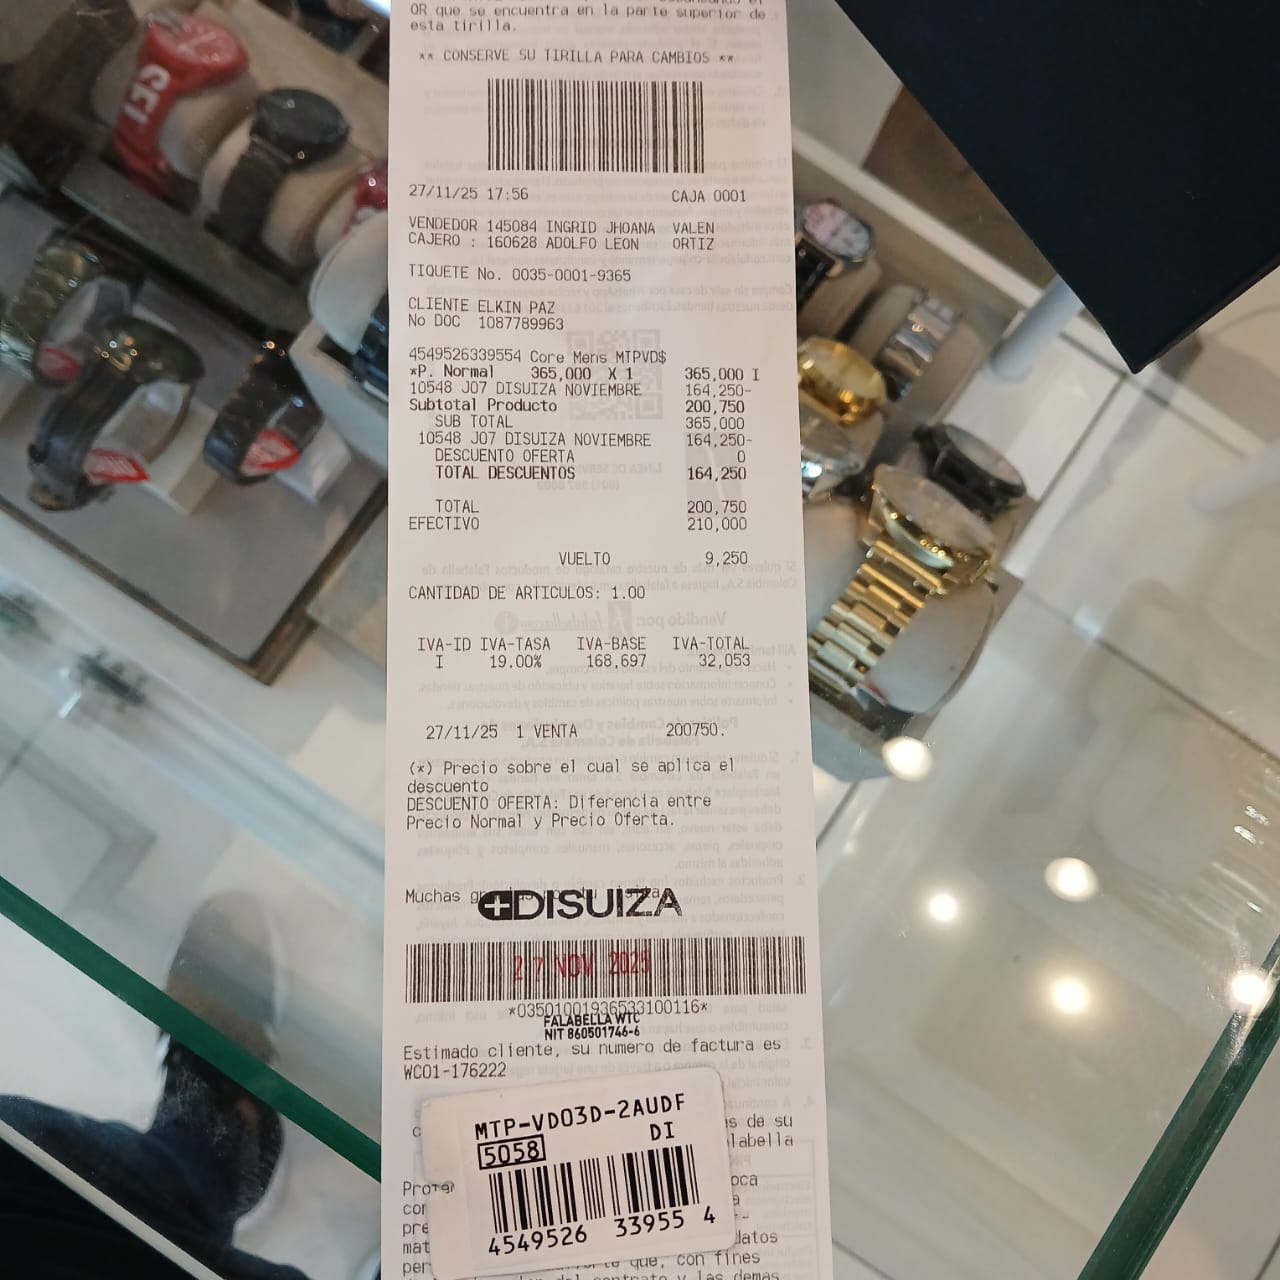 QR que se encuentra en la parte superior de
esta tirilla.
** CONSERVE SU TIRILLA PARA CAMBIOS **
27/11/25 17:56 CAJA 0001
VENDEDOR 145084 INGRID JHOANA VALEN
CAJERO : 160628 ADOLFO LEON ORTIZ
TIQUETE No. 0035-0001-9365
CLIENTE ELKIN PAZ
No DOC 1087789963
4549526339554 Core Mens MTPVD$
*P. Normal 365,000 X 1 365,000 I
10548 J07 DISUIZA NOVIEMBRE 164,250-
Subtotal Producto 200,750
SUB TOTAL 365,000
10548 J07 DISUIZA NOVIEMBRE 164,250-
DESCUENTO OFERTA 0
TOTAL DESCUENTOS 164,250
TOTAL 200,750
EFECTIVO 210,000
VUELTO 9,250
CANTIDAD DE ARTICULOS: 1.00
IVA-ID IVA-TASA IVA-BASE IVA-TOTAL
I 19.00% 168,697 32,053
27/11/25 1 VENTA 200750.
(*) Precio sobre el cual se aplica el
descuento
DESCUENTO OFERTA: Diferencia entre
Precio Normal y Precio Oferta.
Muchas
DISUIZA
27 NOV 2025
*03501001936533100116*
FALABELLA WTC
NIT 860501746-6
Estimado cliente, su numero de factura es
WC01-176222
de su
MTP-VD03D-2AUDF
5058 DI
4549526 33955 4
que, con fines
y las demas